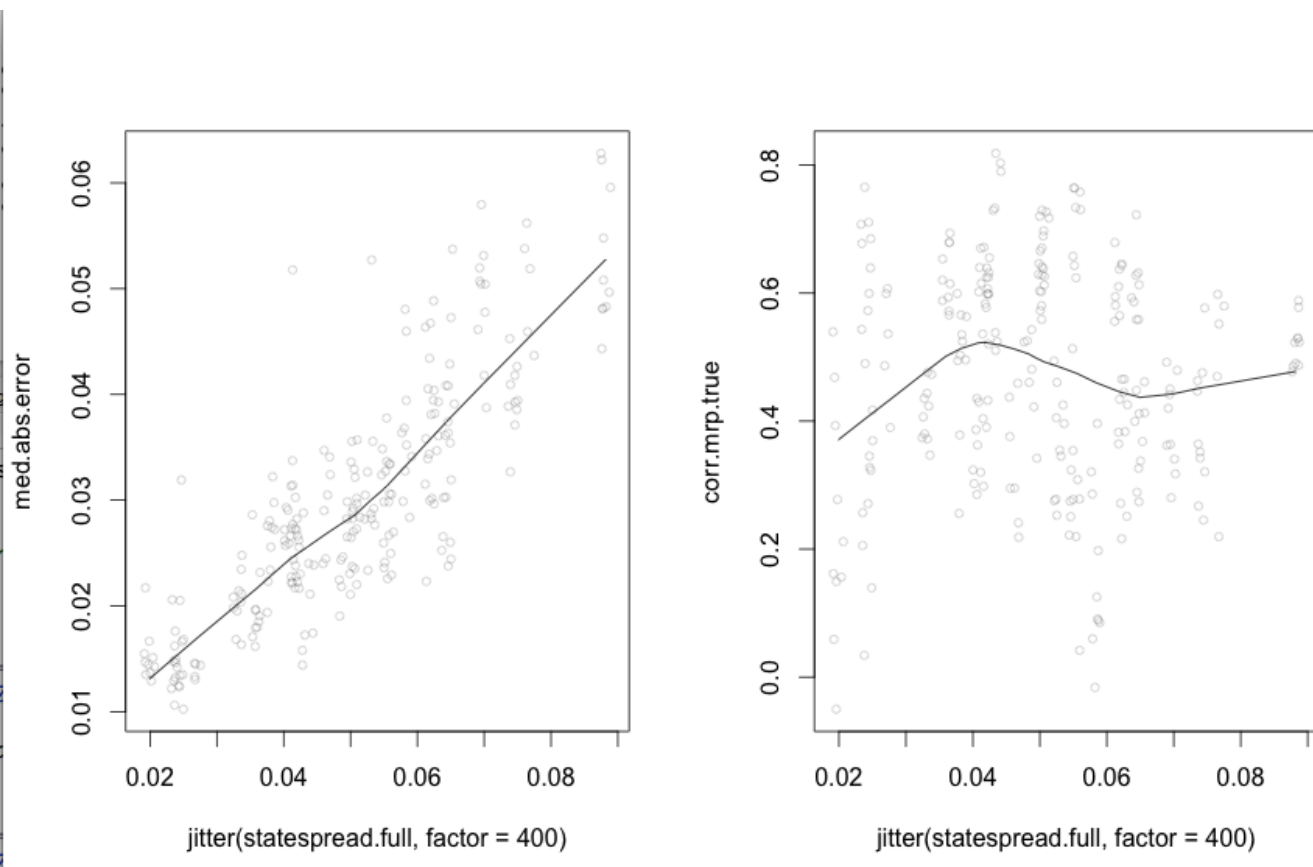 med.abs.error
0.06
0.05
0.04
0.03
0.02
0.01
0.02 0.04 0.06 0.08
jitter(statespread.full, factor = 400)
corr.mrp.true
0.8
0.6
0.4
0.2
0.0
0.02 0.04 0.06 0.08
jitter(statespread.full, factor = 400)